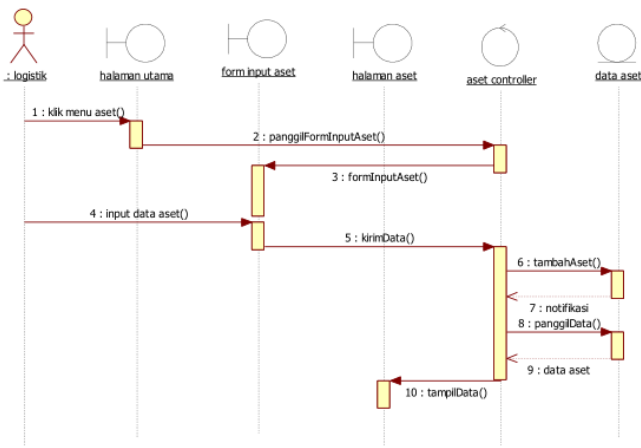 : logistik
halaman utama
form input aset
halaman aset
aset controller
data aset
1 : klik menu aset()
2 : panggilFormInputAset()
3 : formInputAset()
4 : input data aset()
5 : kirimData()
6 : tambahAset()
7 : notifikasi
8 : panggilData()
9 : data aset
10 : tampilData()